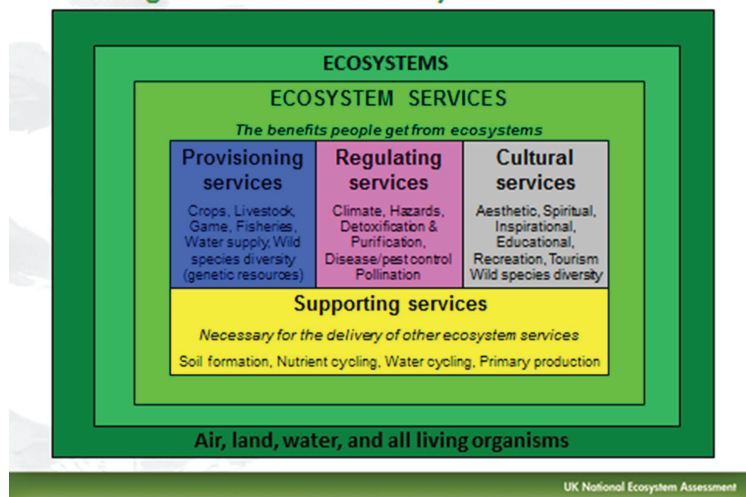 ECOSYSTEMS
ECOSYSTEM SERVICES
The benefits people get from ecosystems
Provisioning
services
Crops, Livestock,
Game, Fisheries,
Water supply, Wild
species diversity
(genetic resources)
Regulating
services
Climate, Hazards,
Detoxification &
Purification,
Disease/pest control
Pollination
Cultural
services
Aesthetic, Spiritual,
Inspirational,
Educational,
Recreation, Tourism
Wild species diversity
Supporting services
Necessary for the delivery of other ecosystem services
Soil formation, Nutrient cycling, Water cycling, Primary production
Air, land, water, and all living organisms
UK National Ecosystem Assessment